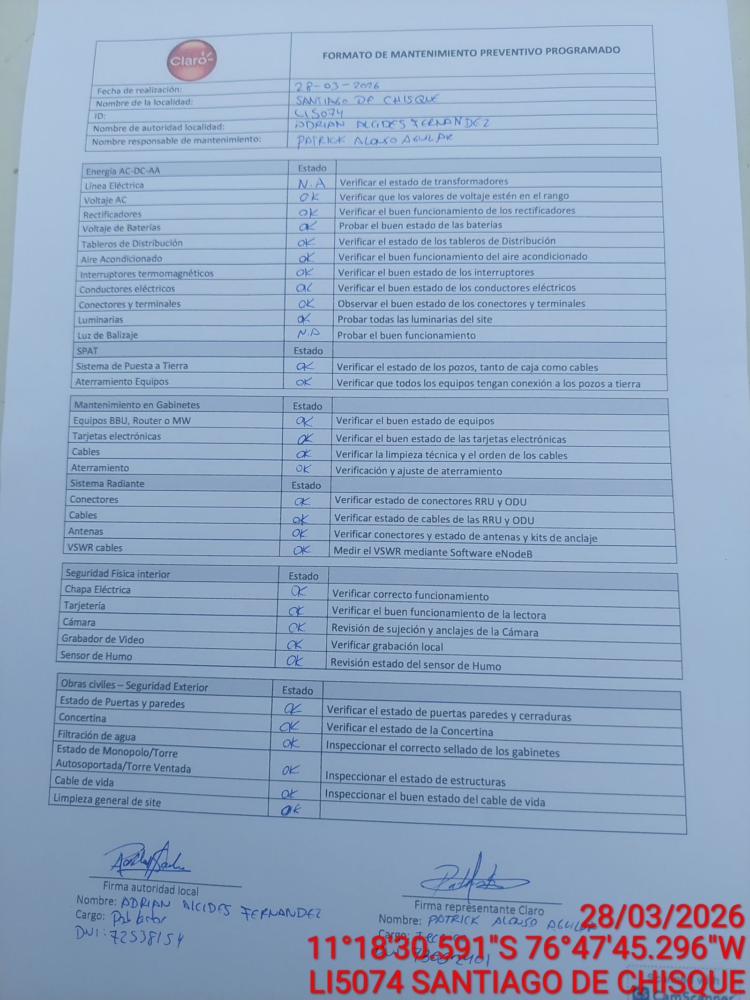 Claro
FORMATO DE MANTENIMIENTO PREVENTIVO PROGRAMADO
Fecha de realización: 28-03-2026
Nombre de la localidad: SANTIAGO DE CHISQUE
ID: LI5074
Nombre de autoridad localidad: ADRIAN ALCIDES FERNANDEZ
Nombre responsable de mantenimiento: PATRICK ALONSO AGUILAR
Energía AC-DC-AA Estado
Línea Eléctrica N.A Verificar el estado de transformadores
Voltaje AC OK Verificar que los valores de voltaje estén en el rango
Rectificadores OK Verificar el buen funcionamiento de los rectificadores
Voltaje de Baterías OK Probar el buen estado de las baterías
Tableros de Distribución OK Verificar el estado de los tableros de Distribución
Aire Acondicionado OK Verificar el buen funcionamiento del aire acondicionado
Interruptores termomagnéticos OK Verificar el buen estado de los interruptores
Conductores eléctricos OK Verificar el buen estado de los conductores eléctricos
Conectores y terminales OK Observar el buen estado de los conectores y terminales
Luminarias OK Probar todas las luminarias del site
Luz de Balizaje N.A Probar el buen funcionamiento
SPAT Estado
Sistema de Puesta a Tierra OK Verificar el estado de los pozos, tanto de caja como cables
Aterramiento Equipos OK Verificar que todos los equipos tengan conexión a los pozos a tierra
Mantenimiento en Gabinetes Estado
Equipos BBU, Router o MW OK Verificar el buen estado de equipos
Tarjetas electrónicas OK Verificar el buen estado de las tarjetas electrónicas
Cables OK Verificar la limpieza técnica y el orden de los cables
Aterramiento OK Verificación y ajuste de aterramiento
Sistema Radiante Estado
Conectores OK Verificar estado de conectores RRU y ODU
Cables OK Verificar estado de cables de las RRU y ODU
Antenas OK Verificar conectores y estado de antenas y kits de anclaje
VSWR cables OK Medir el VSWR mediante Software eNodeB
Seguridad Física interior Estado
Chapa Eléctrica OK Verificar correcto funcionamiento
Tarjetería OK Verificar el buen funcionamiento de la lectora
Cámara OK Revisión de sujeción y anclajes de la Cámara
Grabador de Video OK Verificar grabación local
Sensor de Humo OK Revisión estado del sensor de Humo
Obras civiles – Seguridad Exterior Estado
Estado de Puertas y paredes OK Verificar el estado de puertas paredes y cerraduras
Concertina OK Verificar el estado de la Concertina
Filtración de agua OK Inspeccionar el correcto sellado de los gabinetes
Estado de Monopolo/Torre
Autosoportada/Torre Ventada OK Inspeccionar el estado de estructuras
Cable de vida OK Inspeccionar el buen estado del cable de vida
Limpieza general de site OK
Firma autoridad local
Nombre: ADRIAN ALCIDES FERNANDEZ
Cargo: Poblador
DNI: 72538154
Firma representante Claro
Nombre: PATRICK ALONSO AGUILAR
Cargo: Tecnico
28/03/2026
11°18'30.591"S 76°47'45.296"W
LI5074 SANTIAGO DE CHISQUE
Scanned with
CS CamScanner